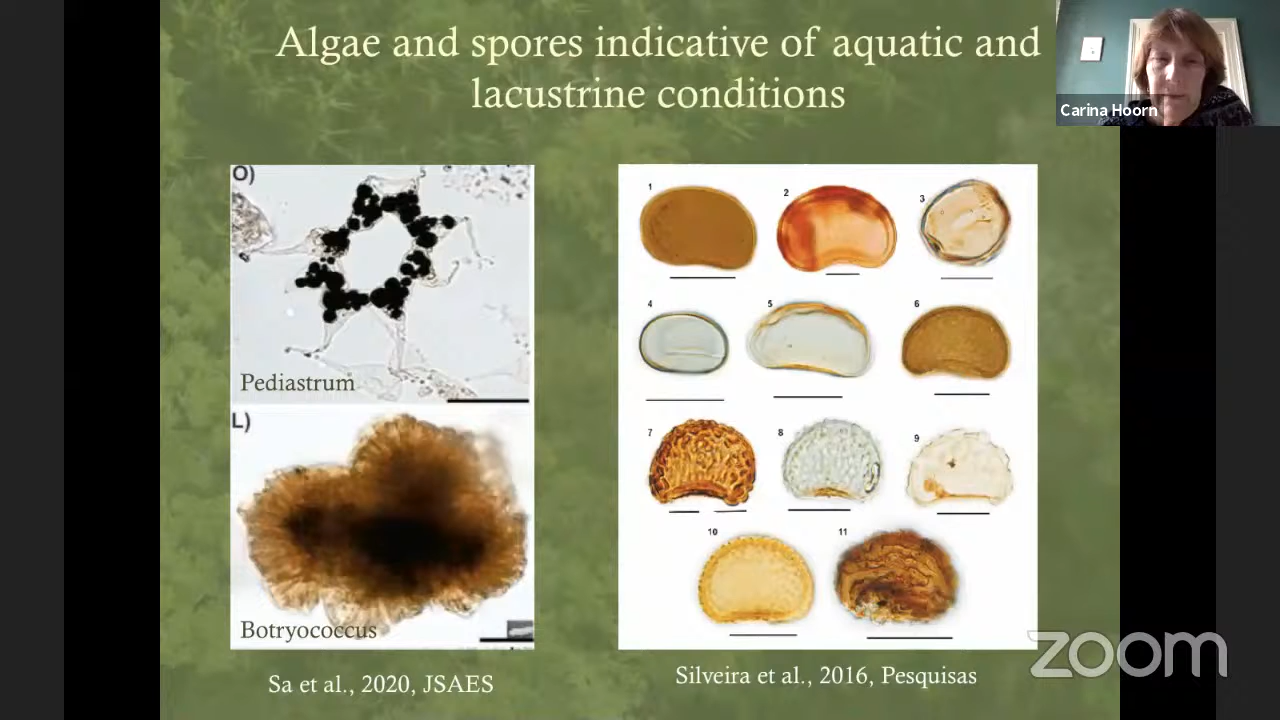 Algae and spores indicative of aquatic and
lacustrine conditions
Carina Hoorn
O)
Pediastrum
L)
Botryococcus
Sa et al., 2020, JSAES
1
2
3
4
5
6
7
8
9
10
11
Silveira et al., 2016, Pesquisas
zoom